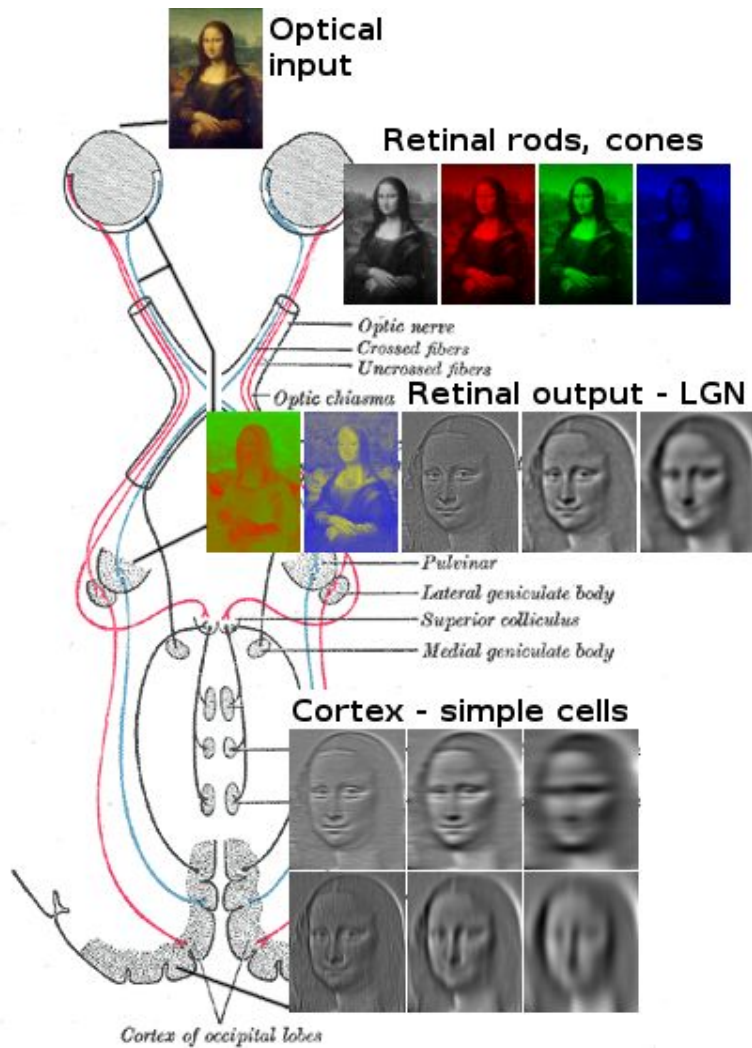 Optical
input
Retinal rods, cones
Optic nerve
Crossed fibers
Uncrossed fibers
Optic chiasma
Retinal output - LGN
Pulvinar
Lateral geniculate body
Superior colliculus
Medial geniculate body
Cortex - simple cells
Cortex of occipital lobes